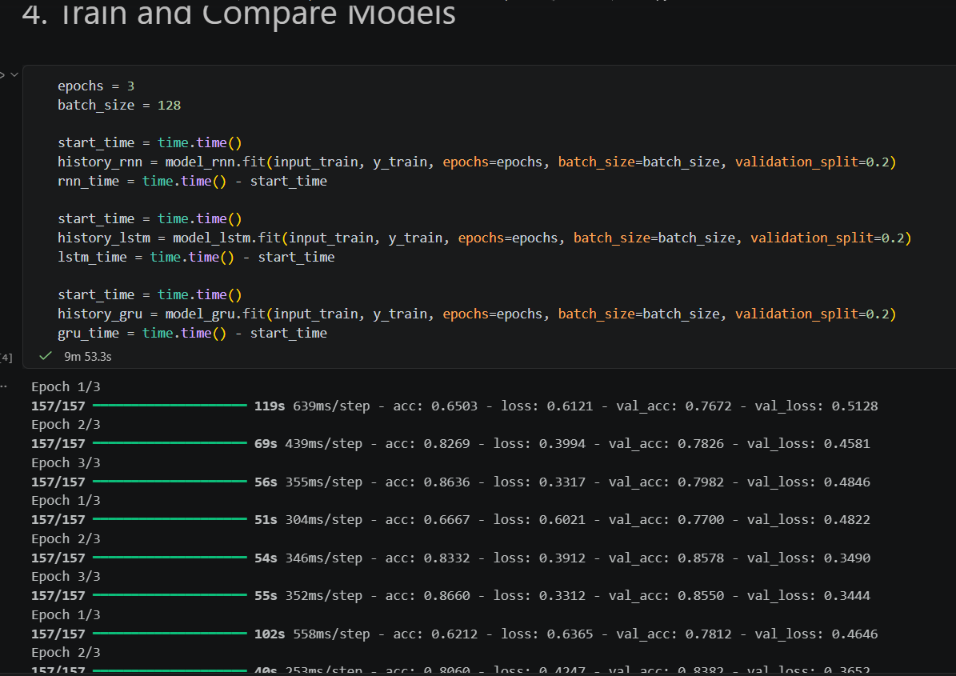 4. Train and Compare Models
epochs = 3
batch_size = 128
start_time = time.time()
history_rnn = model_rnn.fit(input_train, y_train, epochs=epochs, batch_size=batch_size, validation_split=0.2)
rnn_time = time.time() - start_time
start_time = time.time()
history_lstm = model_lstm.fit(input_train, y_train, epochs=epochs, batch_size=batch_size, validation_split=0.2)
lstm_time = time.time() - start_time
start_time = time.time()
history_gru = model_gru.fit(input_train, y_train, epochs=epochs, batch_size=batch_size, validation_split=0.2)
gru_time = time.time() - start_time
4] 9m 53.3s
Epoch 1/3
157/157 119s 639ms/step - acc: 0.6503 - loss: 0.6121 - val_acc: 0.7672 - val_loss: 0.5128
Epoch 2/3
157/157 69s 439ms/step - acc: 0.8269 - loss: 0.3994 - val_acc: 0.7826 - val_loss: 0.4581
Epoch 3/3
157/157 56s 355ms/step - acc: 0.8636 - loss: 0.3317 - val_acc: 0.7982 - val_loss: 0.4846
Epoch 1/3
157/157 51s 304ms/step - acc: 0.6667 - loss: 0.6021 - val_acc: 0.7700 - val_loss: 0.4822
Epoch 2/3
157/157 54s 346ms/step - acc: 0.8332 - loss: 0.3912 - val_acc: 0.8578 - val_loss: 0.3490
Epoch 3/3
157/157 55s 352ms/step - acc: 0.8660 - loss: 0.3312 - val_acc: 0.8550 - val_loss: 0.3444
Epoch 1/3
157/157 102s 558ms/step - acc: 0.6212 - loss: 0.6365 - val_acc: 0.7812 - val_loss: 0.4646
Epoch 2/3
157/157 40s 253ms/step - acc: 0.8060 - loss: 0.4247 - val_acc: 0.8382 - val_loss: 0.3652